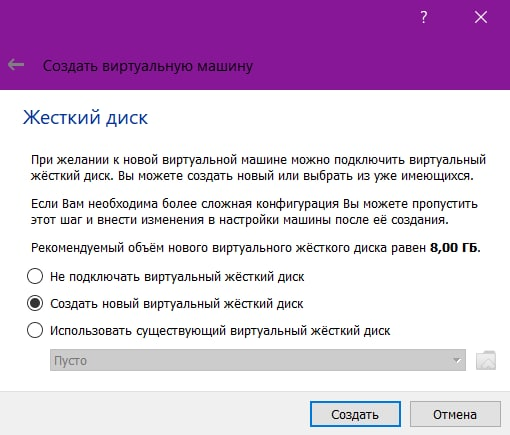 ?
Создать виртуальную машину
Жесткий диск
При желании к новой виртуальной машине можно подключить виртуальный
жёсткий диск. Вы можете создать новый или выбрать из уже имеющихся.
Если Вам необходима более сложная конфигурация Вы можете пропустить
этот шаг и внести изменения в настройки машины после её создания.
Рекомендуемый объём нового виртуального жёсткого диска равен 8,00 ГБ.
Не подключать виртуальный жёсткий диск
Создать новый виртуальный жёсткий диск
Использовать существующий виртуальный жёсткий диск
Пусто
Создать
Отмена